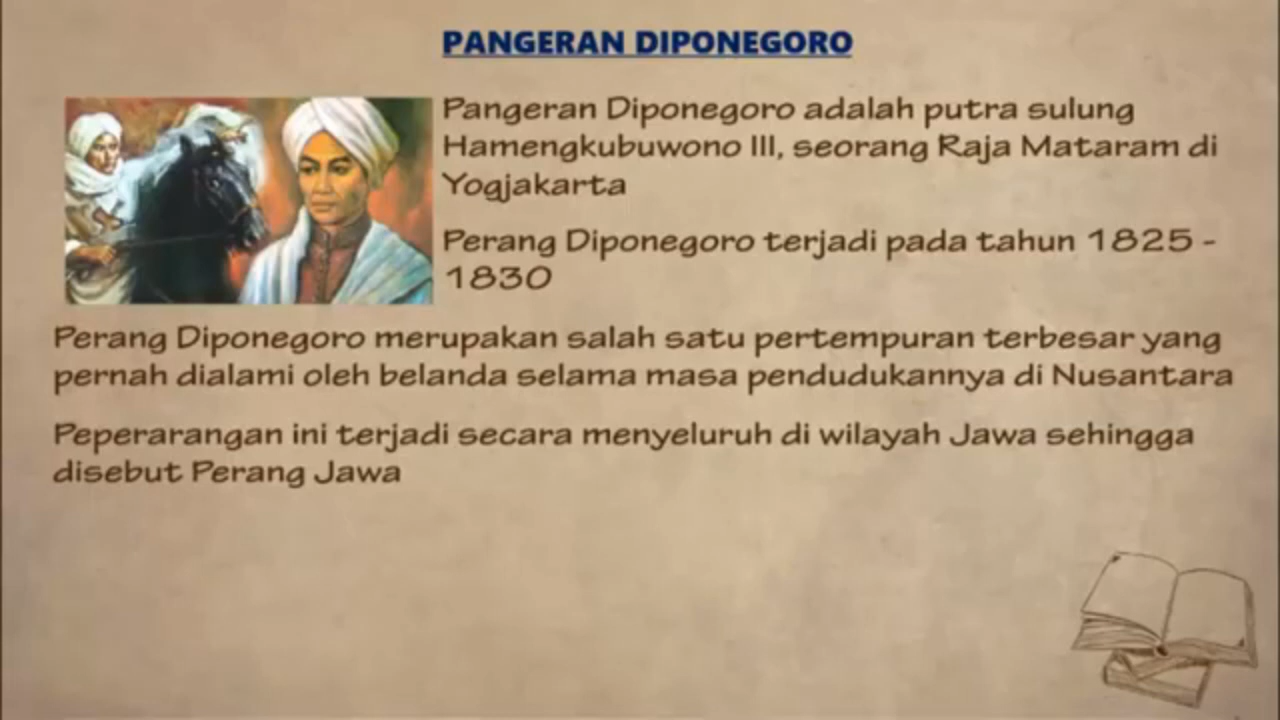 PANGERAN DIPONEGORO
Pangeran Diponegoro adalah putra sulung
Hamengkubuwono III, seorang Raja Mataram di
Yogjakarta
Perang Diponegoro terjadi pada tahun 1825 -
1830
Perang Diponegoro merupakan salah satu pertempuran terbesar yang
pernah dialami oleh belanda selama masa pendudukannya di Nusantara
Peperarangan ini terjadi secara menyeluruh di wilayah Jawa sehingga
disebut Perang Jawa